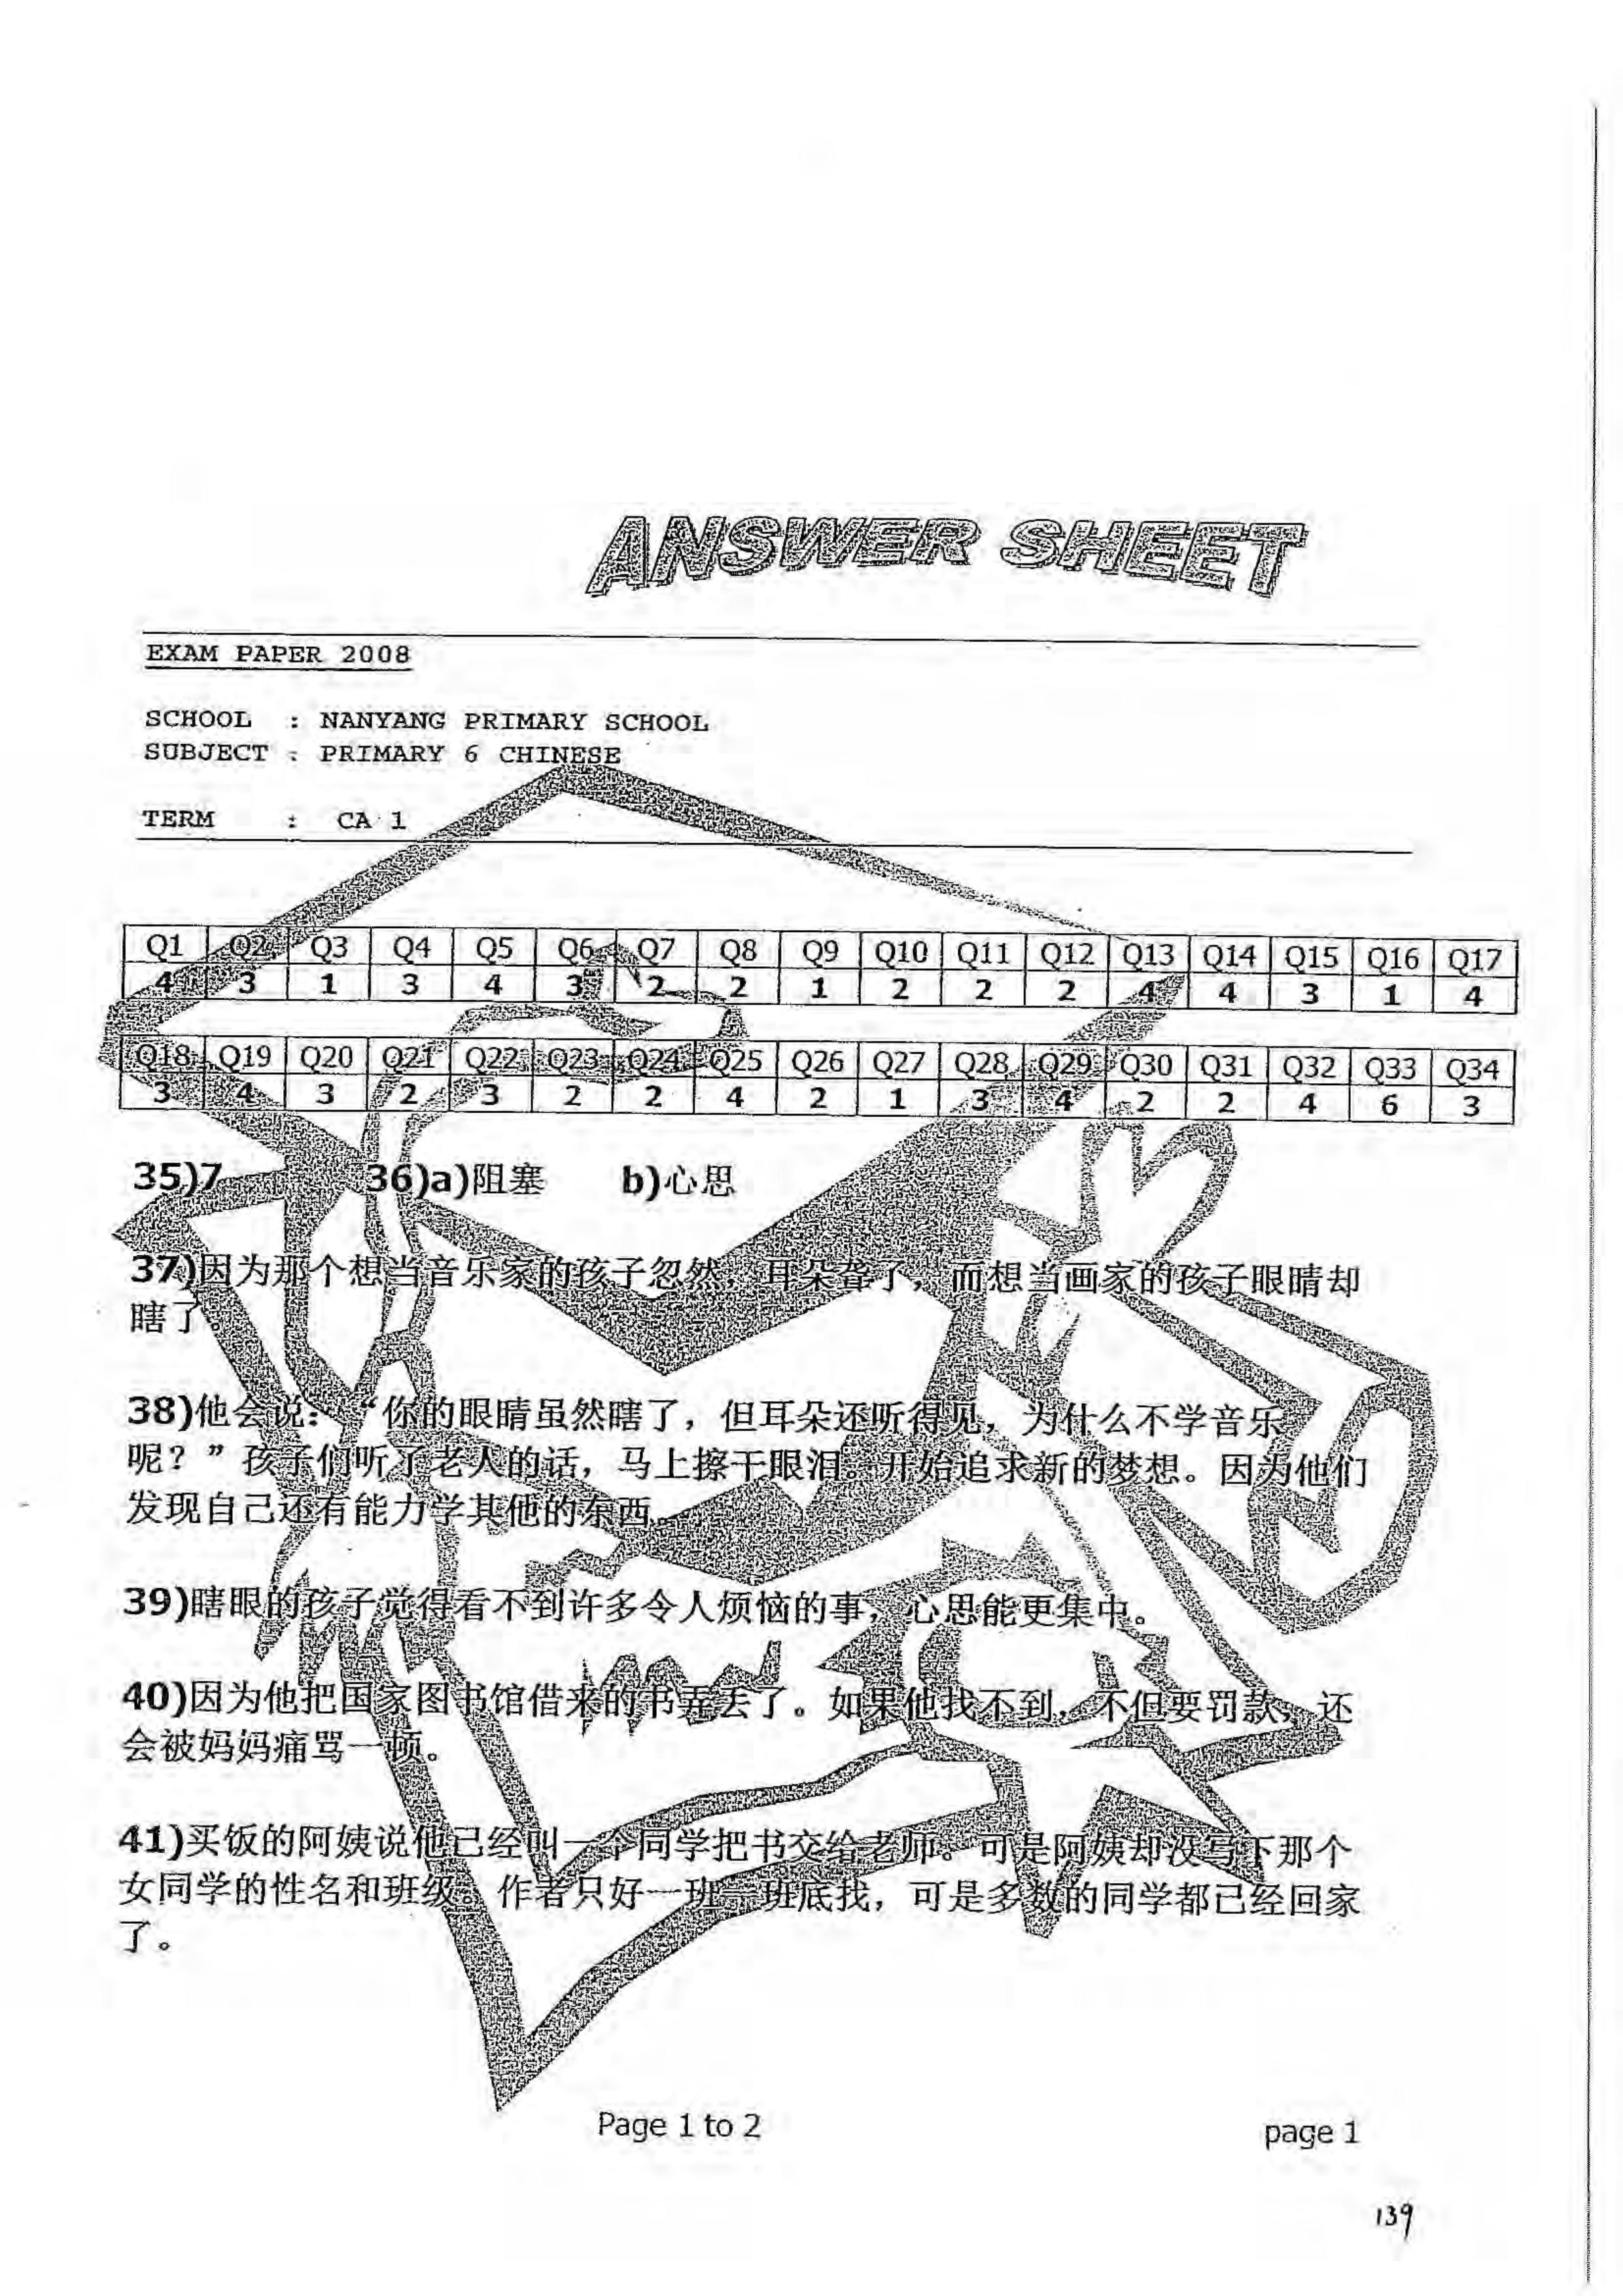 ANSWER SHEET
EXAM PAPER 2008
SCHOOL : NANYANG PRIMARY SCHOOL
SUBJECT : PRIMARY 6 CHINESE
TERM : CA 1
Q1 Q2 Q3 Q4 Q5 Q6 Q7 Q8 Q9 Q10 Q11 Q12 Q13 Q14 Q15 Q16 Q17
4 3 1 3 4 3 2 2 1 2 2 2 4 4 3 1 4
Q18 Q19 Q20 Q21 Q22 Q23 Q24 Q25 Q26 Q27 Q28 Q29 Q30 Q31 Q32 Q33 Q34
3 4 3 2 3 2 2 4 2 1 3 4 2 2 4 6 3
35)7 36)a)阻塞 b)心思
37)因为那个想当音乐家的孩子忽然，耳朵聋了，而想当画家的孩子眼睛却
瞎了。
38)他会说：“你的眼睛虽然瞎了，但耳朵还听得见，为什么不学音乐
呢？”孩子们听了老人的话，马上擦干眼泪。开始追求新的梦想。因为他们
发现自己还有能力学其他的东西。
39)瞎眼的孩子觉得看不到许多令人烦恼的事，心思能更集中。
40)因为他把国家图书馆借来的书弄丢了。如果他找不到，不但要罚款，还
会被妈妈痛骂一顿。
41)买饭的阿姨说他已经叫一个同学把书交给老师。可是阿姨却没写下那个
女同学的性名和班级。作者只好一班一班底找，可是多数的同学都已经回家
了。
Page 1 to 2 page 1
139